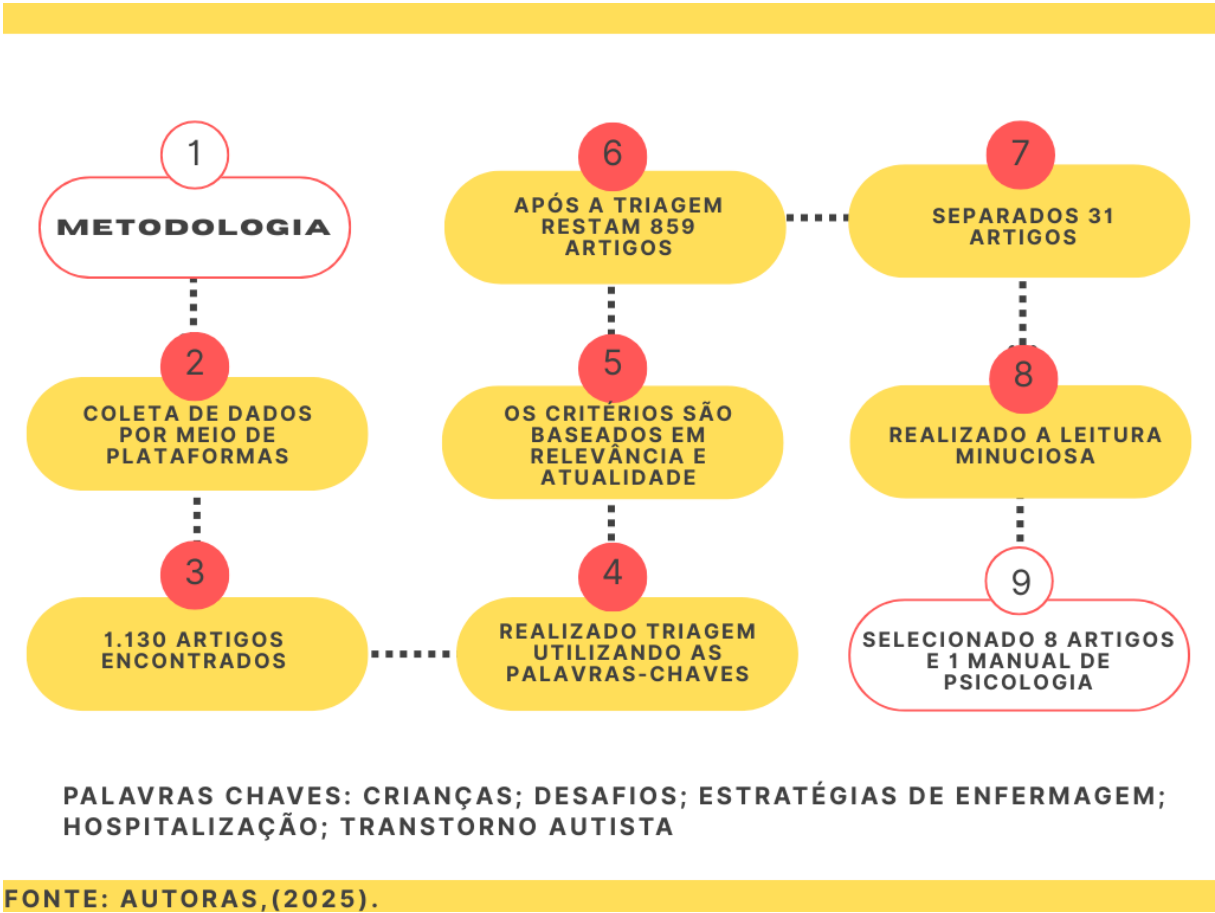 1
METODOLOGIA
2
COLETA DE DADOS
POR MEIO DE
PLATAFORMAS
3
1.130 ARTIGOS
ENCONTRADOS
4
REALIZADO TRIAGEM
UTILIZANDO AS
PALAVRAS-CHAVES
5
OS CRITÉRIOS SÃO
BASEADOS EM
RELEVÂNCIA E
ATUALIDADE
6
APÓS A TRIAGEM
RESTAM 859
ARTIGOS
7
SEPARADOS 31
ARTIGOS
8
REALIZADO A LEITURA
MINUCIOSA
9
SELECIONADO 8 ARTIGOS
E 1 MANUAL DE
PSICOLOGIA
PALAVRAS CHAVES: CRIANÇAS; DESAFIOS; ESTRATÉGIAS DE ENFERMAGEM;
HOSPITALIZAÇÃO; TRANSTORNO AUTISTA
FONTE: AUTORAS,(2025).